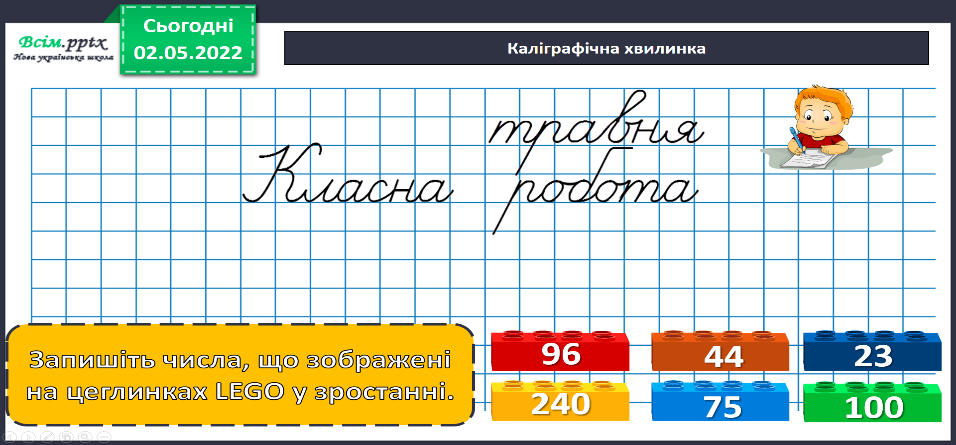 Всім.pptx
Нова українська школа
Сьогодні
02.05.2022
Каліграфічна хвилинка
травня
Класна робота
Запишіть числа, що зображені
на цеглинках LEGO у зростанні.
96 44 23
240 75 100